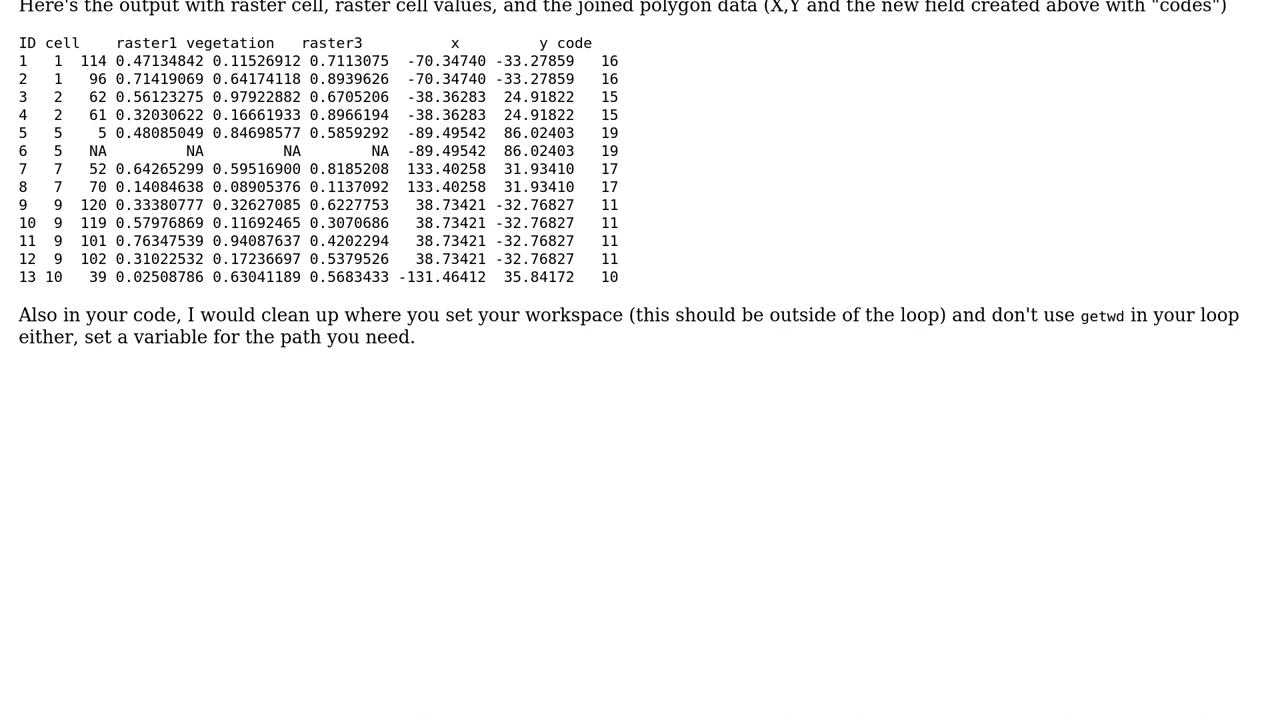 Here's the output with raster cell, raster cell values, and the joined polygon data (X,Y and the new field created above with "codes")
ID cell    raster1 vegetation   raster3          x         y code
1   1  114 0.47134842 0.11526912 0.7113075  -70.34740 -33.27859   16
2   1   96 0.71419069 0.64174118 0.8939626  -70.34740 -33.27859   16
3   2   62 0.56123275 0.97922882 0.6705206  -38.36283  24.91822   15
4   2   61 0.32030622 0.16661933 0.8966194  -38.36283  24.91822   15
5   5    5 0.48085049 0.84698577 0.5859292  -89.49542  86.02403   19
6   5   NA         NA         NA        NA  -89.49542  86.02403   19
7   7   52 0.64265299 0.59516900 0.8185208  133.40258  31.93410   17
8   7   70 0.14084638 0.08905376 0.1137092  133.40258  31.93410   17
9   9  120 0.33380777 0.32627085 0.6227753   38.73421 -32.76827   11
10  9  119 0.57976869 0.11692465 0.3070686   38.73421 -32.76827   11
11  9  101 0.76347539 0.94087637 0.4202294   38.73421 -32.76827   11
12  9  102 0.31022532 0.17236697 0.5379526   38.73421 -32.76827   11
13 10   39 0.02508786 0.63041189 0.5683433 -131.46412  35.84172   10
Also in your code, I would clean up where you set your workspace (this should be outside of the loop) and don't use getwd in your loop
either, set a variable for the path you need.